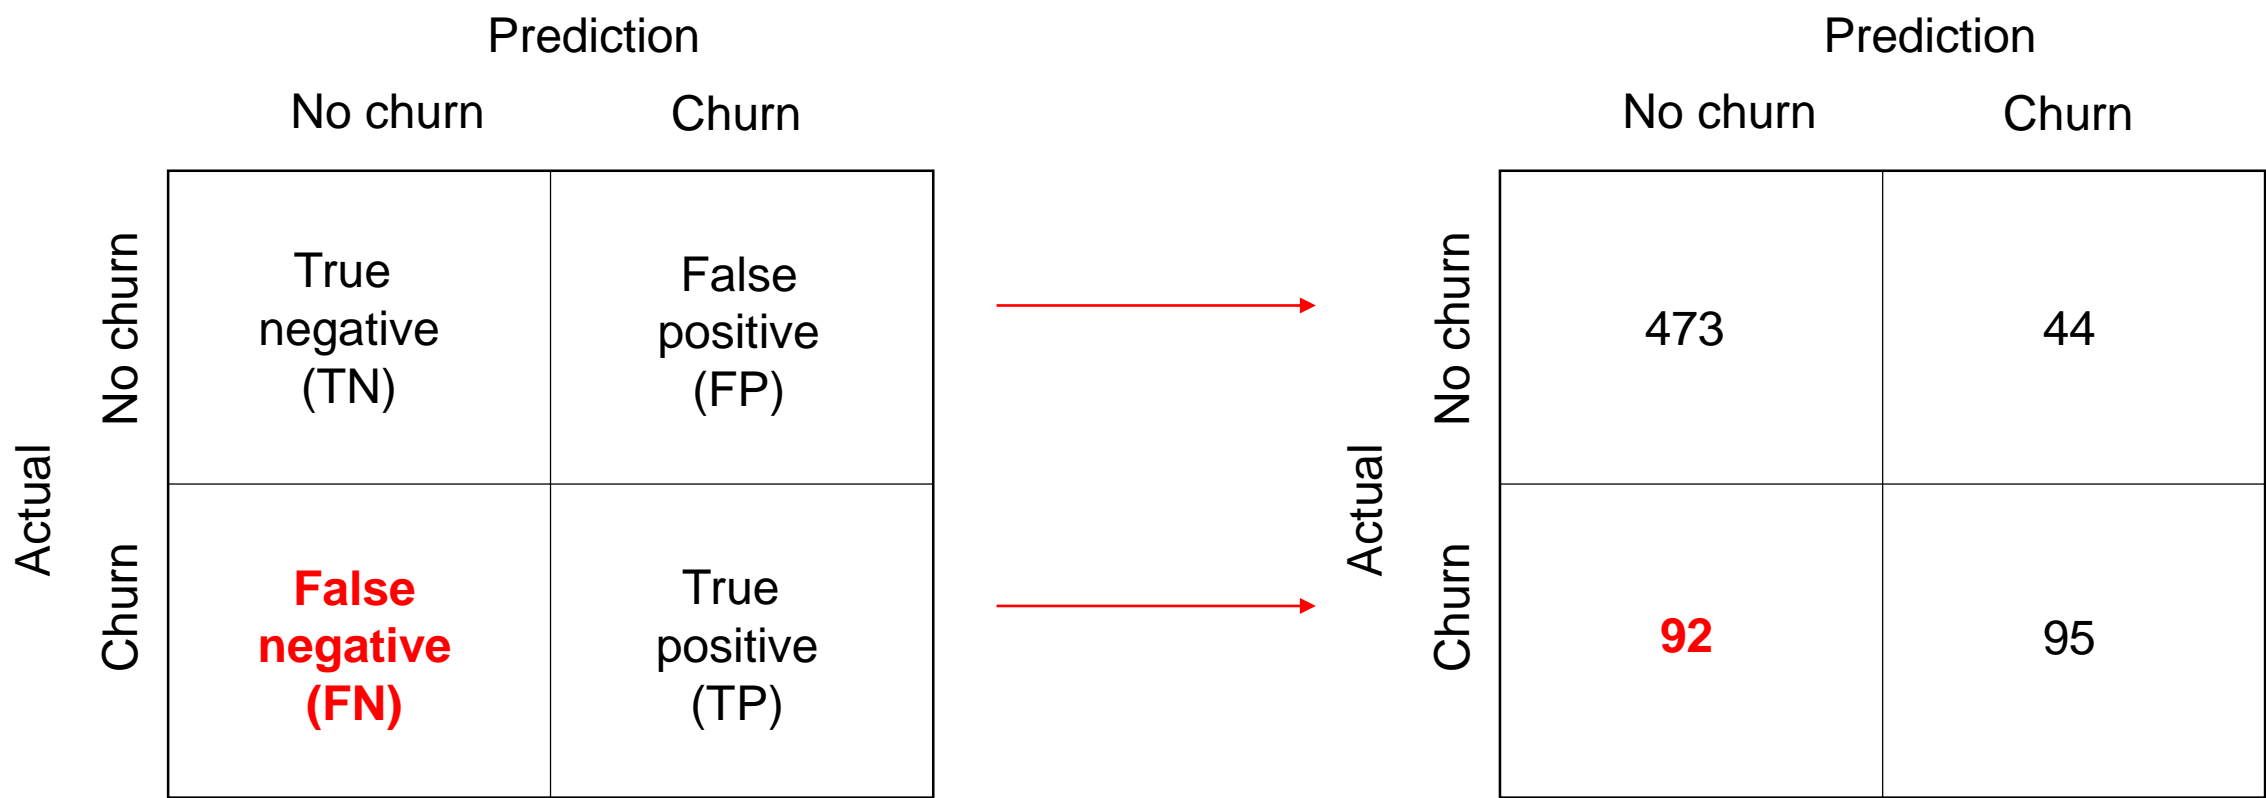 Prediction
No churn
Churn
Actual
No churn
Churn
True
negative
(TN)
False
positive
(FP)
False
negative
(FN)
True
positive
(TP)
Prediction
No churn
Churn
Actual
No churn
Churn
473
44
92
95